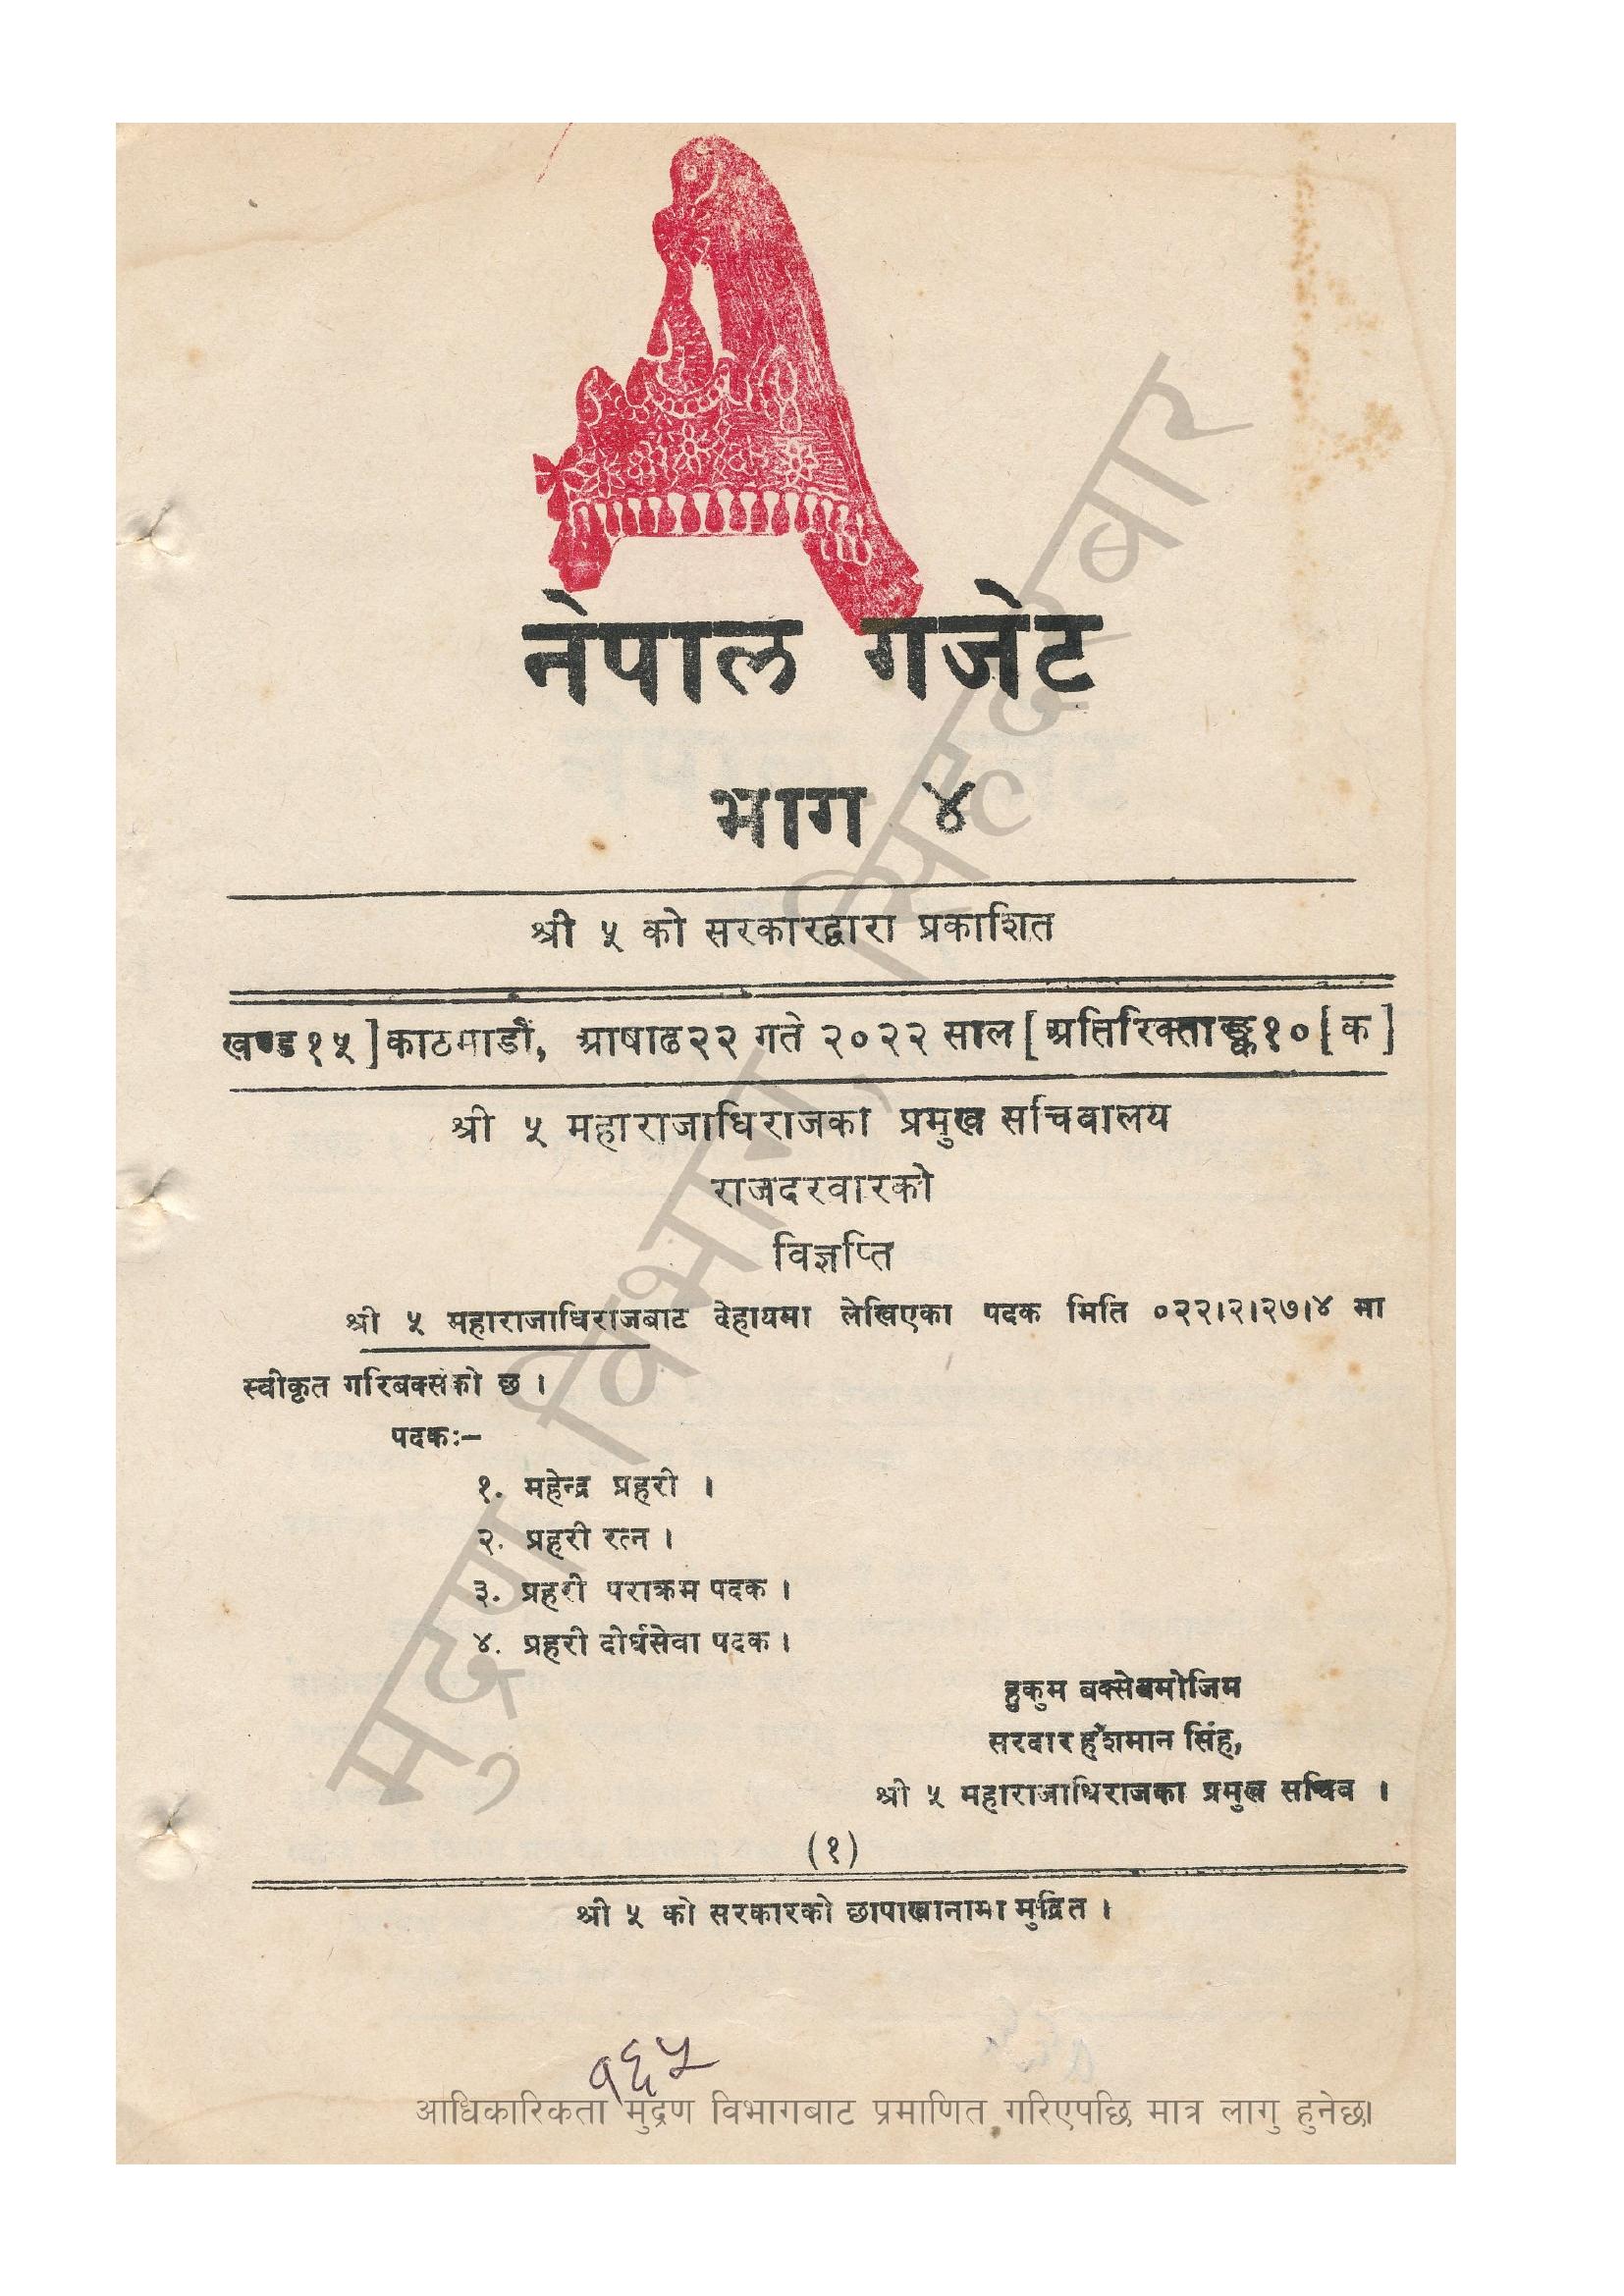 नेपाल गजेट
भाग ४
श्री ५ को सरकारद्वारा प्रकाशित
खण्ड १५ ] काठमाडौं, आषाढ २२ गते २०२२ साल [ अतिरिक्ताङ्क १० [ क ]
श्री ५ महाराजाधिराजका प्रमुख सचिवालय
राजदरवारको
विज्ञप्ति
श्री ५ महाराजाधिराजबाट देहायमा लेखिएका पदक मिति ०२२।२।२७।४ मा
स्वीकृत गरिबक्सेको छ ।
पदकः—
१. महेन्द्र प्रहरी ।
२. प्रहरी रत्न ।
३. प्रहरी पराक्रम पदक ।
४. प्रहरी दीर्घसेवा पदक ।
हुकुम बक्सेबमोजिम
सरदार हंशमान सिंह,
श्री ५ महाराजाधिराजका प्रमुख सचिव ।
(१)
श्री ५ को सरकारको छापाखानामा मुद्रित ।
१६५
आधिकारिकता मुद्रण विभागबाट प्रमाणित गरिएपछि मात्र लागु हुनेछ।
मुद्रण विभाग, सिंहदरबार